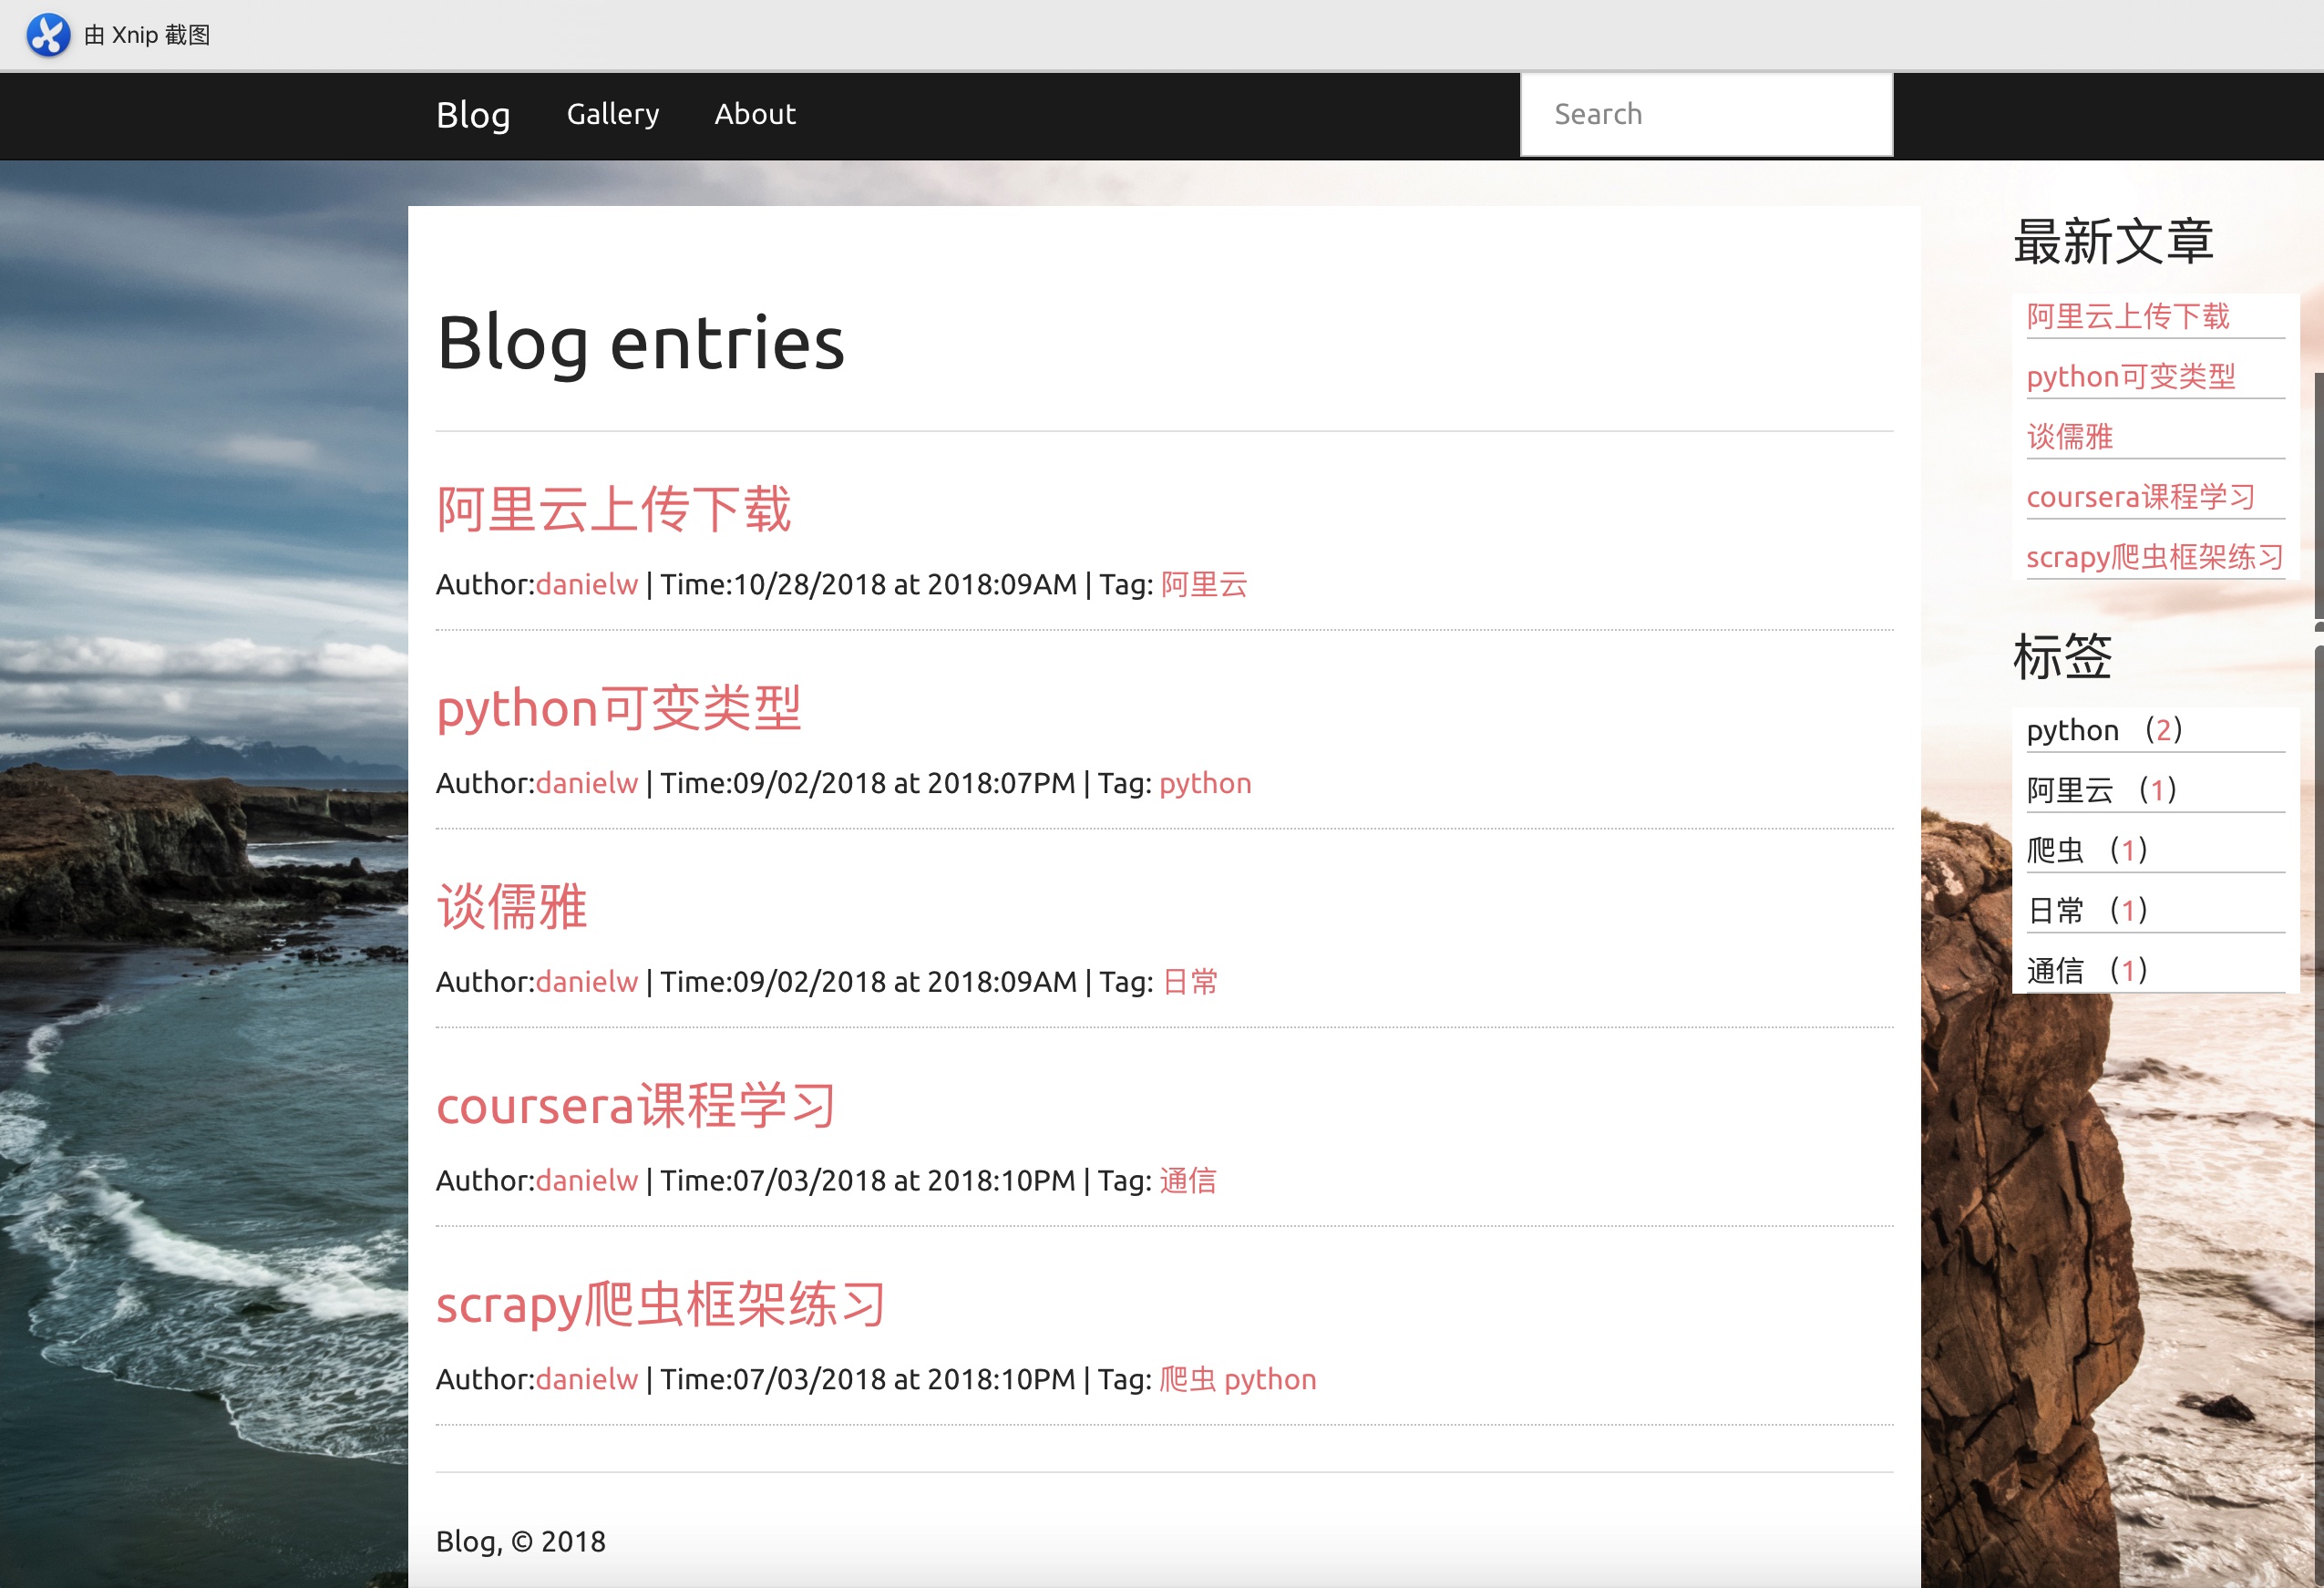 由 Xnip 截图
Blog Gallery About Search
Blog entries
阿里云上传下载
Author:danielw | Time:10/28/2018 at 2018:09AM | Tag: 阿里云
python可变类型
Author:danielw | Time:09/02/2018 at 2018:07PM | Tag: python
谈儒雅
Author:danielw | Time:09/02/2018 at 2018:09AM | Tag: 日常
coursera课程学习
Author:danielw | Time:07/03/2018 at 2018:10PM | Tag: 通信
scrapy爬虫框架练习
Author:danielw | Time:07/03/2018 at 2018:10PM | Tag: 爬虫 python
Blog, © 2018
最新文章
阿里云上传下载
python可变类型
谈儒雅
coursera课程学习
scrapy爬虫框架练习
标签
python （2）
阿里云 （1）
爬虫 （1）
日常 （1）
通信 （1）